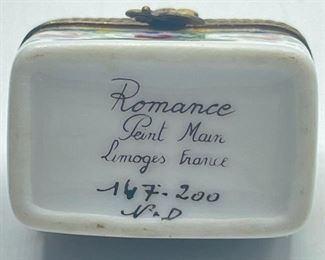 Romance
Peint Main
Limoges France
147-200
N.D